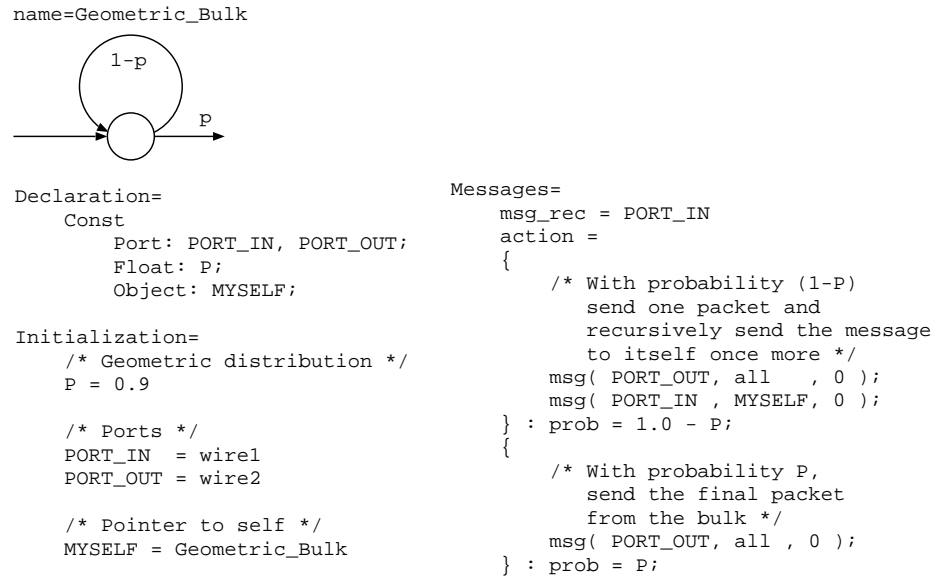 name=Geometric_Bulk
1-p
p
Declaration=
Const
Port: PORT_IN, PORT_OUT;
Float: P;
Object: MYSELF;
Initialization=
/* Geometric distribution */
P = 0.9
/* Ports */
PORT_IN  = wire1
PORT_OUT = wire2
/* Pointer to self */
MYSELF = Geometric_Bulk
Messages=
msg_rec = PORT_IN
action =
{
/* With probability (1-P)
send one packet and
recursively send the message
to itself once more */
msg( PORT_OUT, all   , 0 );
msg( PORT_IN , MYSELF, 0 );
} : prob = 1.0 - P;
{
/* With probability P,
send the final packet
from the bulk */
msg( PORT_OUT, all , 0 );
} : prob = P;